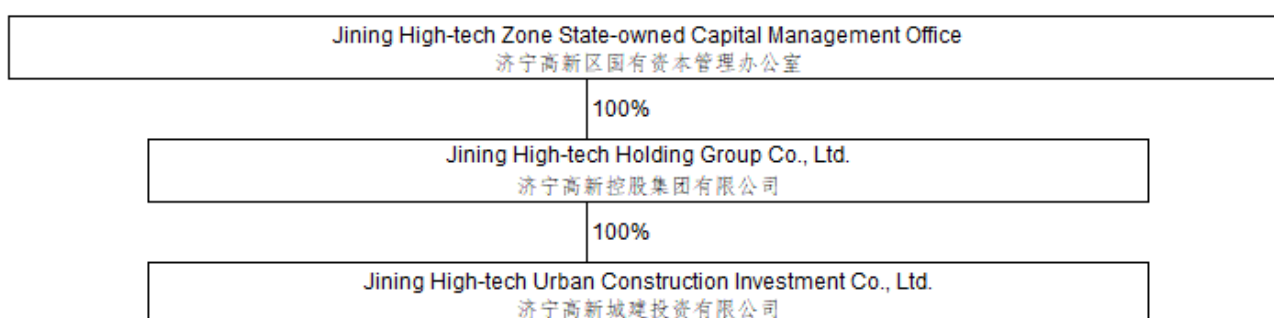 Jining High-tech Zone State-owned Capital Management Office
济宁高新区国有资本管理办公室
100%
Jining High-tech Holding Group Co., Ltd.
济宁高新控股集团有限公司
100%
Jining High-tech Urban Construction Investment Co., Ltd.
济宁高新城建投资有限公司